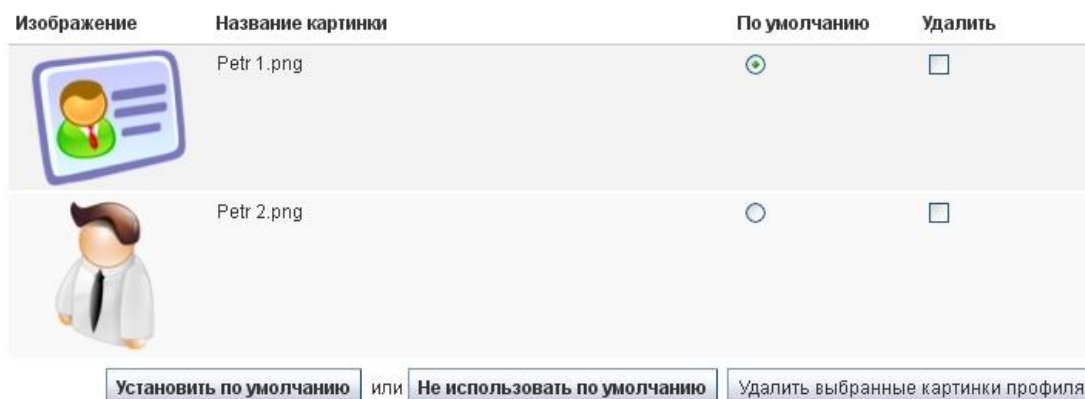 Изображение Название картинки По умолчанию Удалить
Petr 1.png
Petr 2.png
Установить по умолчанию или Не использовать по умолчанию Удалить выбранные картинки профиля